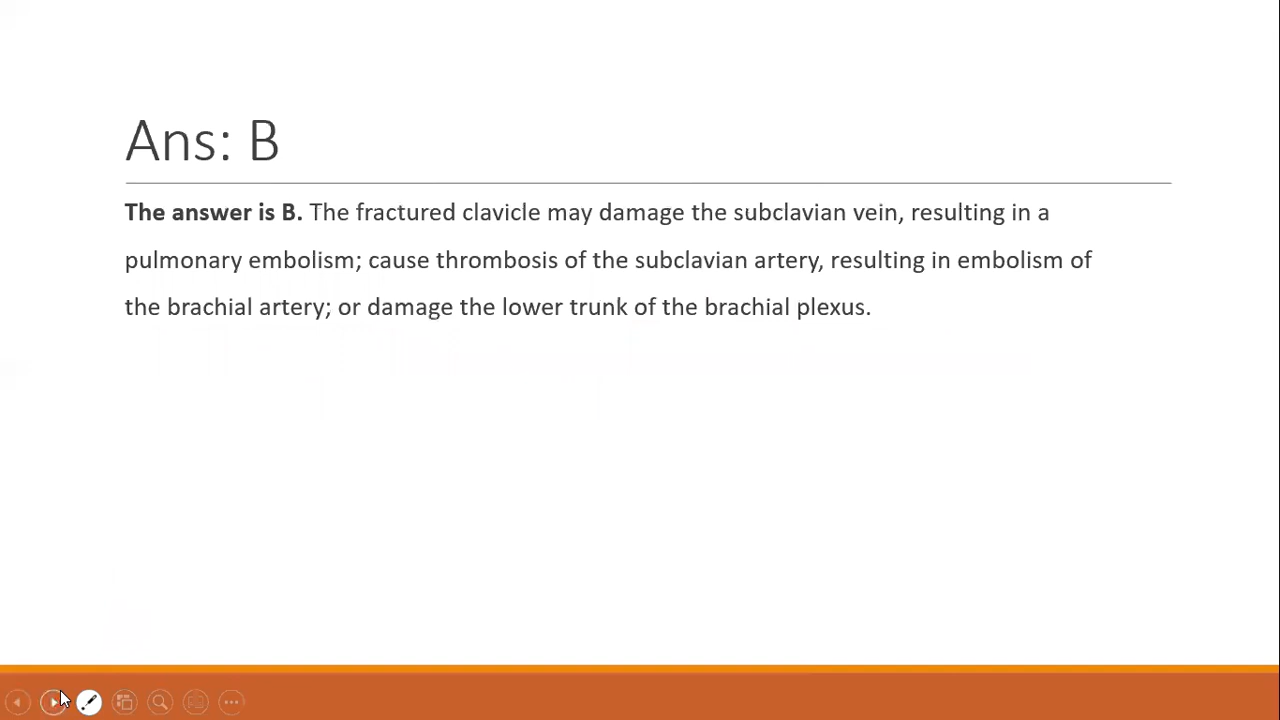 Ans: B
The answer is B. The fractured clavicle may damage the subclavian vein, resulting in a
pulmonary embolism; cause thrombosis of the subclavian artery, resulting in embolism of
the brachial artery; or damage the lower trunk of the brachial plexus.